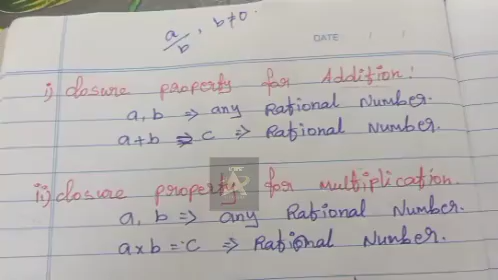 a/b, b≠0.
DATE / /
i) closure property for Addition:
a, b ⇒ any Rational Number.
a+b ⇒ c ⇒ Rational Number.
ii) closure property for multiplication.
a, b ⇒ any Rational Number.
a×b = c ⇒ Rational Number.